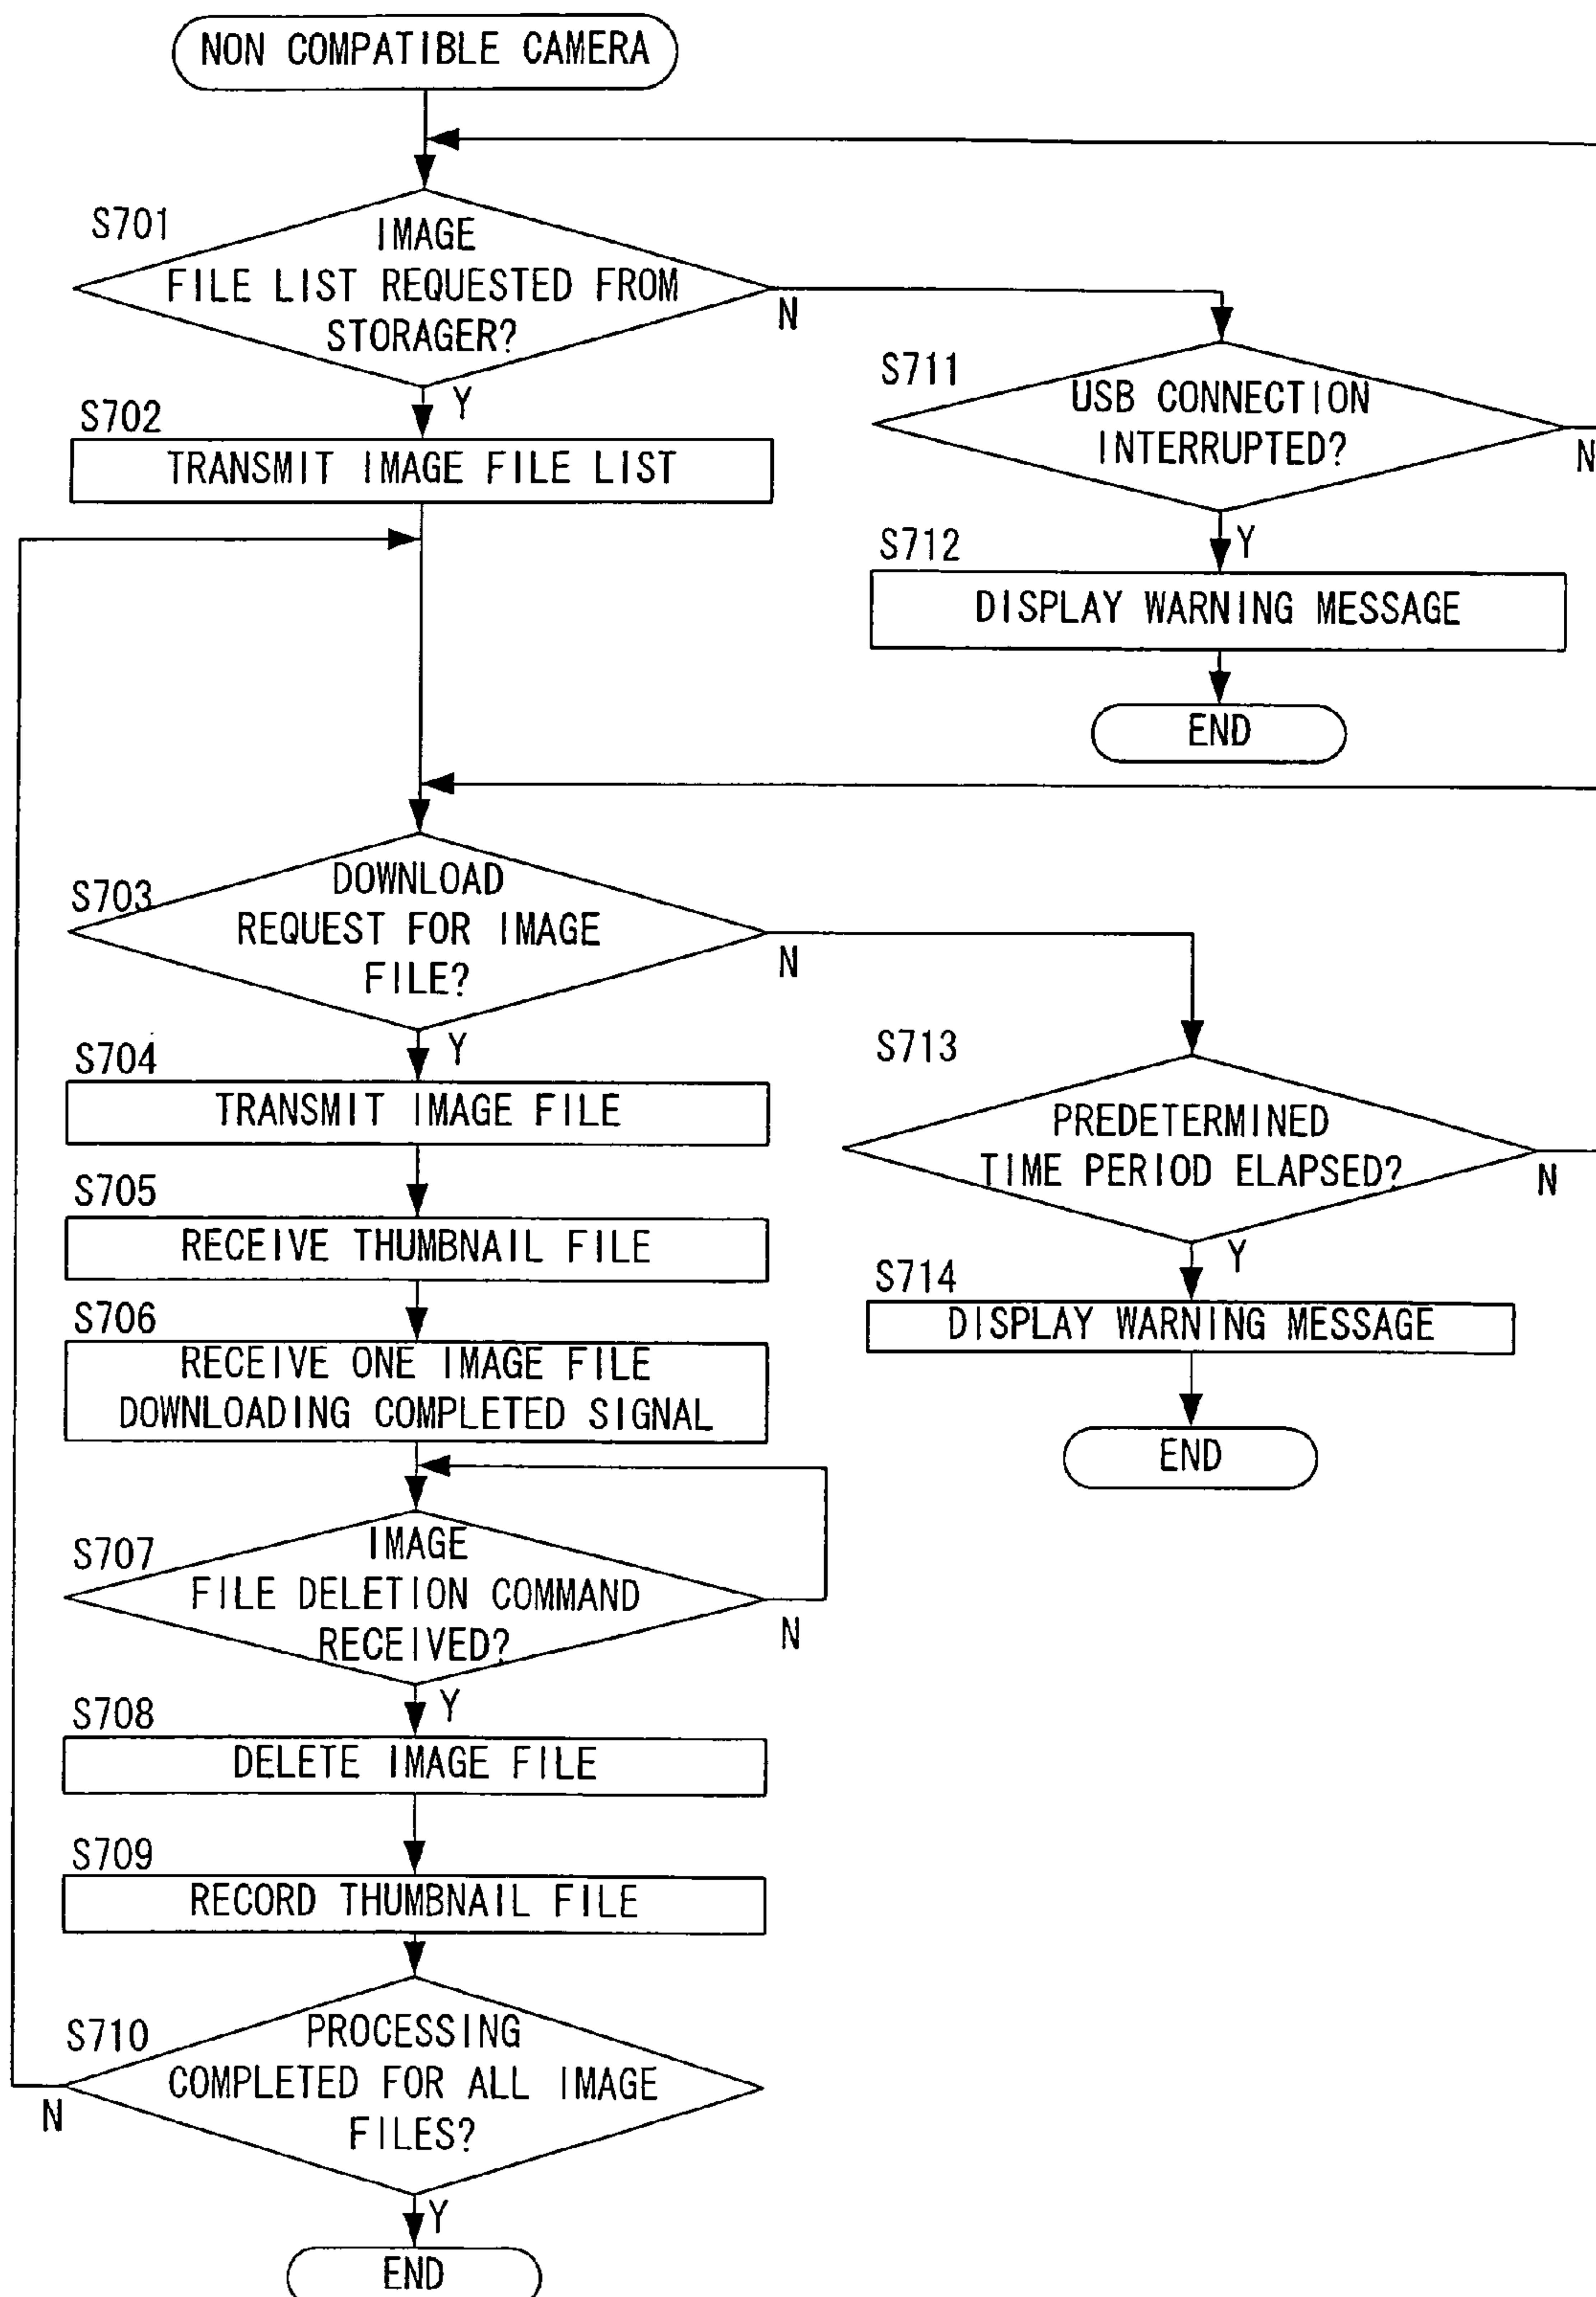 NON COMPATIBLE CAMERA
S701
IMAGE
FILE LIST REQUESTED FROM
STORAGER?
N
Y
S702
TRANSMIT IMAGE FILE LIST
S711
USB CONNECTION
INTERRUPTED?
N
Y
S712
DISPLAY WARNING MESSAGE
END
S703
DOWNLOAD
REQUEST FOR IMAGE
FILE?
N
Y
S704
TRANSMIT IMAGE FILE
S705
RECEIVE THUMBNAIL FILE
S706
RECEIVE ONE IMAGE FILE
DOWNLOADING COMPLETED SIGNAL
S713
PREDETERMINED
TIME PERIOD ELAPSED?
N
Y
S714
DISPLAY WARNING MESSAGE
END
S707
IMAGE
FILE DELETION COMMAND
RECEIVED?
N
Y
S708
DELETE IMAGE FILE
S709
RECORD THUMBNAIL FILE
S710
PROCESSING
COMPLETED FOR ALL IMAGE
FILES?
N
Y
END